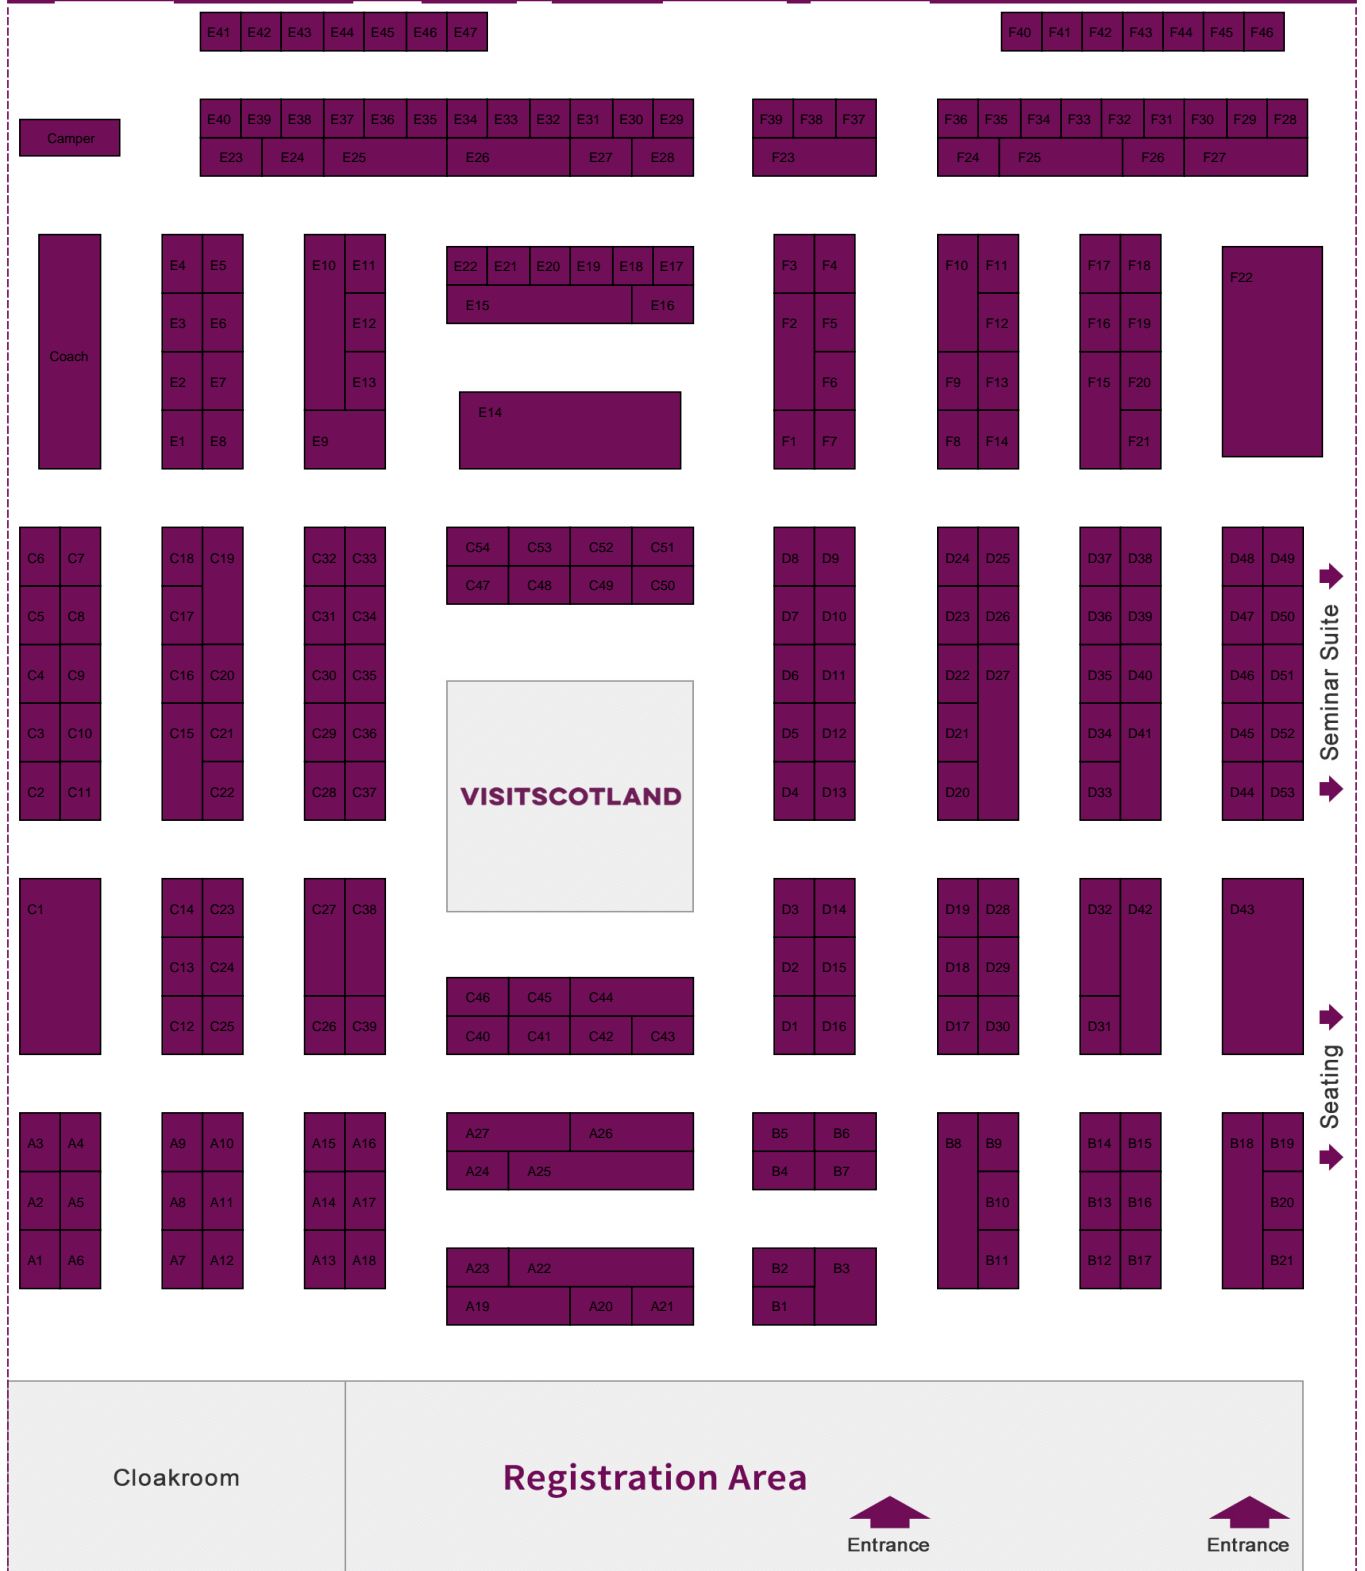 E41 E42 E43 E44 E45 E46 E47 F40 F41 F42 F43 F44 F45 F46
E40 E39 E38 E37 E36 E35 E34 E33 E32 E31 E30 E29 F39 F38 F37 F36 F35 F34 F33 F32 F31 F30 F29 F28
Camper
E23 E24 E25 E26 E27 E28 F23 F24 F25 F26 F27
E4 E5 E10 E11 E22 E21 E20 E19 E18 E17 F3 F4 F10 F11 F17 F18 F22
E15 E16
E3 E6 E12 F2 F5 F12 F16 F19
Coach
E2 E7 E13 F6 F9 F13 F15 F20
E14
E1 E8 E9 F1 F7 F8 F14 F21
C54 C53 C52 C51
C6 C7 C18 C19 C32 C33 D8 D9 D24 D25 D37 D38 D48 D49
C47 C48 C49 C50
C5 C8 C17 C31 C34 D7 D10 D23 D26 D36 D39 D47 D50
Seminar Suite
C4 C9 C16 C20 C30 C35 D6 D11 D22 D27 D35 D40 D46 D51
C3 C10 C15 C21 C29 C36 D5 D12 D21 D34 D41 D45 D52
C2 C11 C22 C28 C37 VISITSCOTLAND D4 D13 D20 D33 D44 D53
C1 C14 C23 C27 C38 D3 D14 D19 D28 D32 D42 D43
C13 C24 D2 D15 D18 D29
C46 C45 C44
C12 C25 C26 C39 D1 D16 D17 D30 D31
C40 C41 C42 C43
Seating
A27 A26 B5 B6
A3 A4 A9 A10 A15 A16 B8 B9 B14 B15 B18 B19
A24 A25 B4 B7
A2 A5 A8 A11 A14 A17 B10 B13 B16 B20
A1 A6 A7 A12 A13 A18 B11 B12 B17 B21
A23 A22 B2 B3
A19 A20 A21 B1
Cloakroom
Registration Area
Entrance Entrance